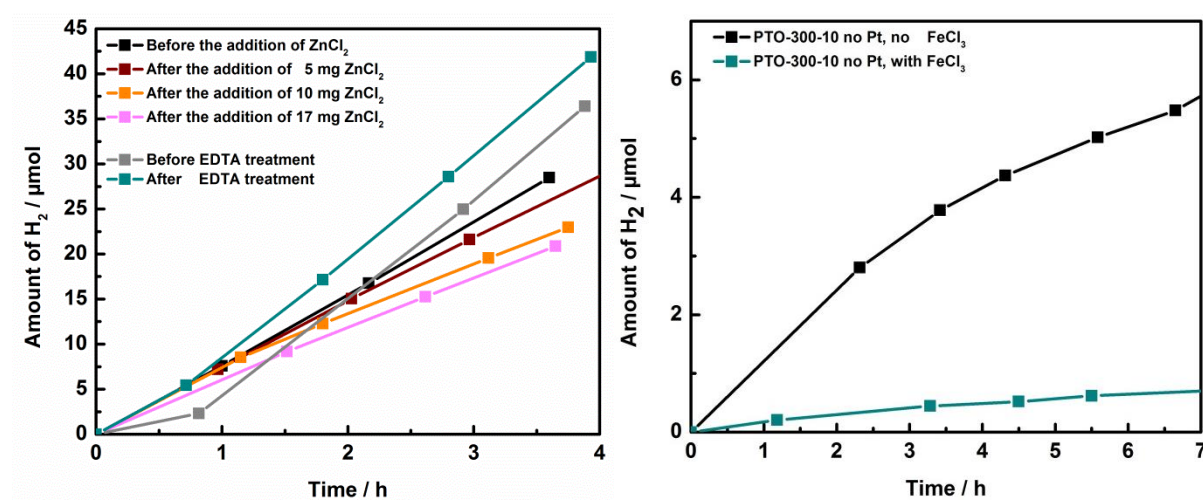 45
40
35
30
25
20
15
10
5
0
Amount of H2 / µmol
Before the addition of ZnCl2
After the addition of 5 mg ZnCl2
After the addition of 10 mg ZnCl2
After the addition of 17 mg ZnCl2
Before EDTA treatment
After EDTA treatment
0 1 2 3 4
Time / h
6
4
2
0
Amount of H2 / µmol
PTO-300-10 no Pt, no FeCl3
PTO-300-10 no Pt, with FeCl3
0 1 2 3 4 5 6 7
Time / h